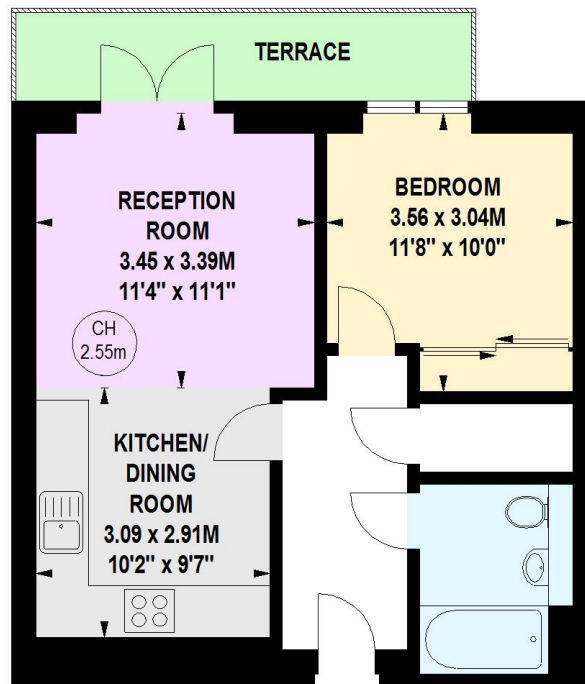 TERRACE
RECEPTION
ROOM
3.45 x 3.39M
11'4" x 11'1"
BEDROOM
3.56 x 3.04M
11'8" x 10'0"
CH
2.55m
KITCHEN/
DINING
ROOM
3.09 x 2.91M
10'2" x 9'7"